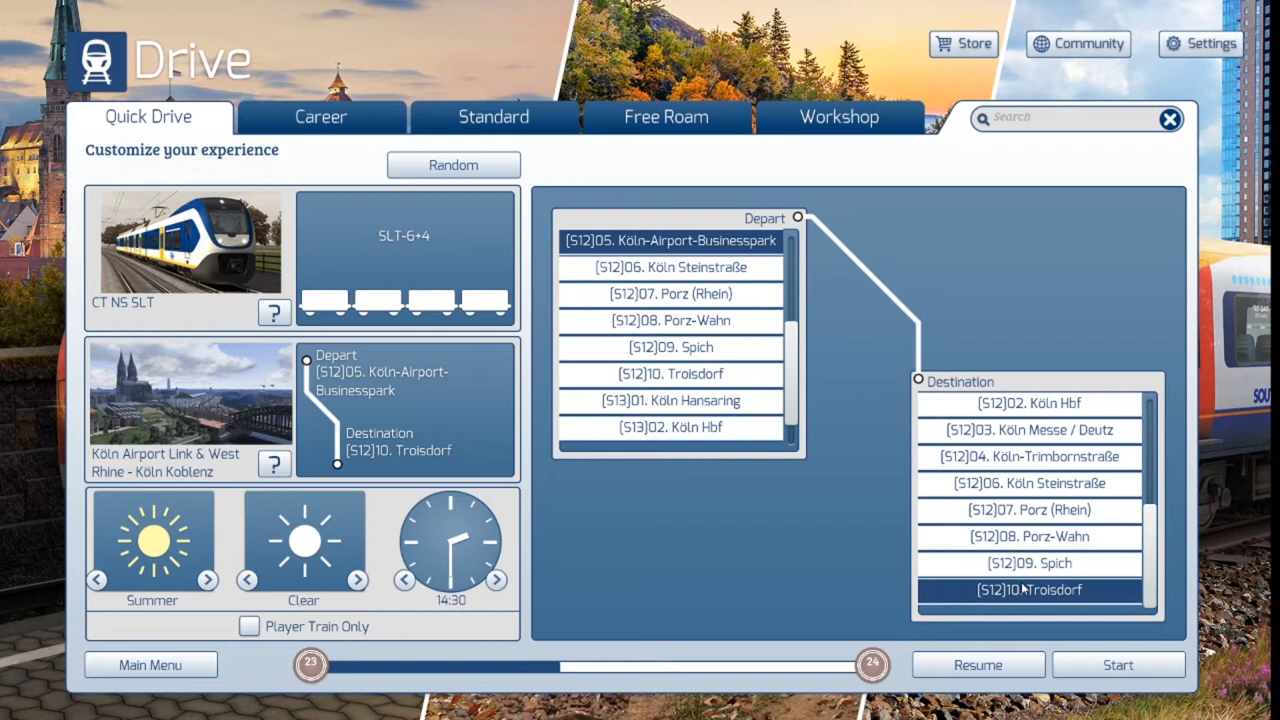 Drive
Store
Community
Settings
Quick Drive
Career
Standard
Free Roam
Workshop
Search
Customize your experience
Random
SLT-6+4
CT NS SLT
?
Depart
[S12]05. Köln-Airport-
Businesspark
Destination
[S12]10. Troisdorf
Köln Airport Link & West
Rhine - Köln Koblenz
?
Summer
Clear
14:30
Player Train Only
Depart
[S12]05. Köln-Airport-Businesspark
[S12]06. Köln Steinstraße
[S12]07. Porz (Rhein)
[S12]08. Porz-Wahn
[S12]09. Spich
[S12]10. Troisdorf
[S13]01. Köln Hansaring
[S13]02. Köln Hbf
Destination
[S12]02. Köln Hbf
[S12]03. Köln Messe / Deutz
[S12]04. Köln-Trimbornstraße
[S12]06. Köln Steinstraße
[S12]07. Porz (Rhein)
[S12]08. Porz-Wahn
[S12]09. Spich
[S12]10. Troisdorf
Main Menu
23
24
Resume
Start